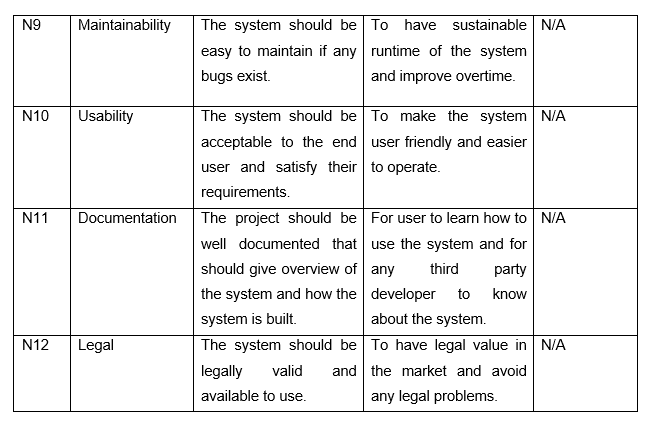 N9 Maintainability The system should be To have sustainable N/A
easy to maintain if any runtime of the system
bugs exist. and improve overtime.
N10 Usability The system should be To make the system N/A
acceptable to the end user friendly and easier
user and satisfy their to operate.
requirements.
N11 Documentation The project should be For user to learn how to N/A
well documented that use the system and for
should give overview of any third party
the system and how the developer to know
system is built. about the system.
N12 Legal The system should be To have legal value in N/A
legally valid and the market and avoid
available to use. any legal problems.